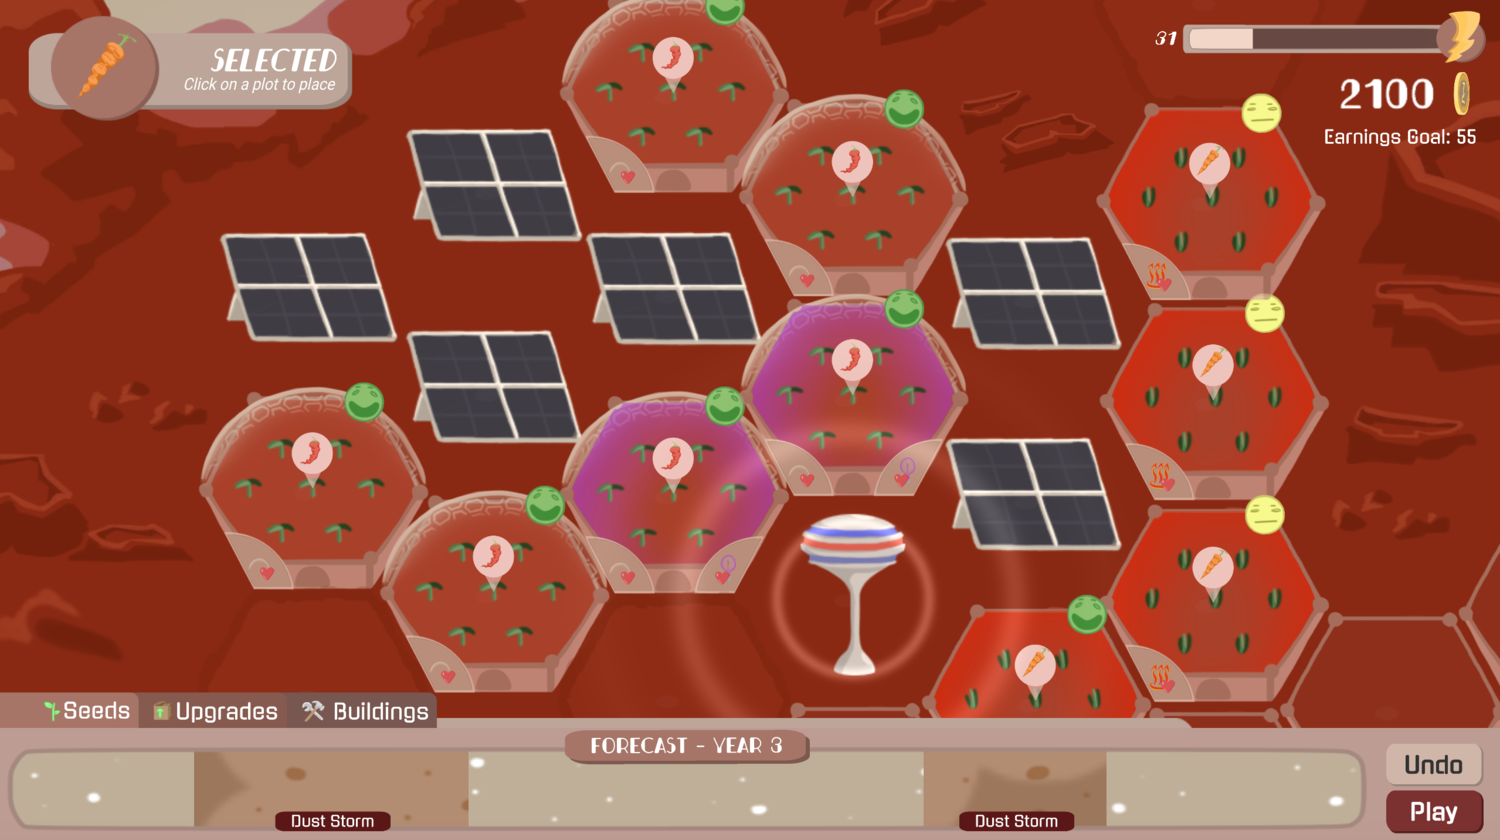 SELECTED
Click on a plot to place
31
2100
Earnings Goal: 55
Seeds
Upgrades
Buildings
FORECAST - YEAR 3
Dust Storm
Dust Storm
Undo
Play